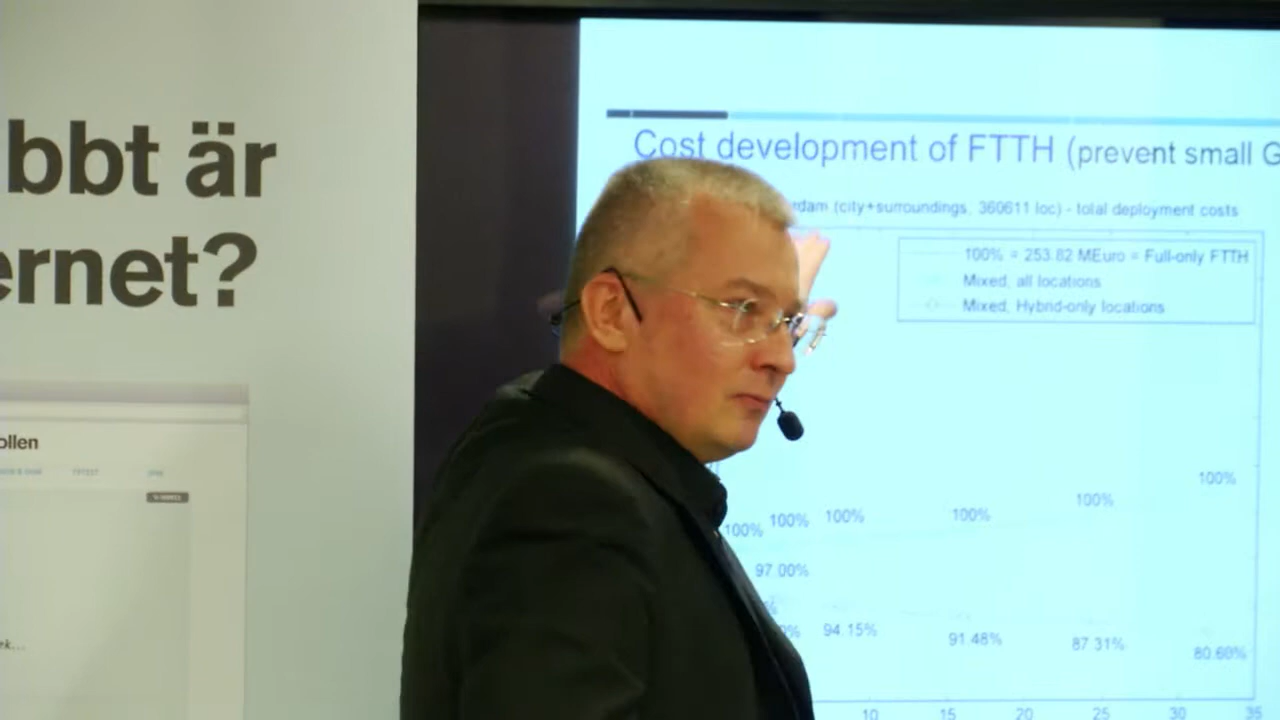 bbt är
ernet?
ollen
ek...
Cost development of FTTH (prevent small G
rdam (city+surroundings, 360611 loc) - total deployment costs
100% = 253.82 MEuro = Full-only FTTH
Mixed, all locations
Mixed, Hybrid-only locations
100%
100%
100%
100%
100%
100%
97.00%
94.15%
91.48%
87.31%
80.60%
10
15
20
25
30
35